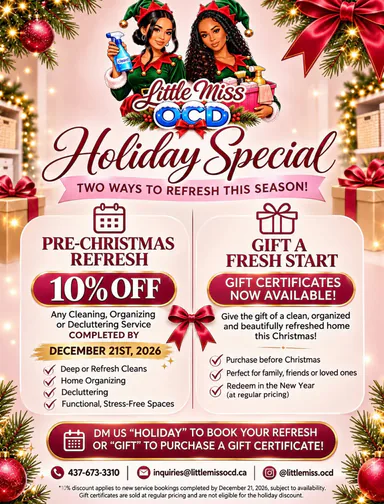 Little Miss
OCD
Holiday Special
TWO WAYS TO REFRESH THIS SEASON!
PRE-CHRISTMAS
REFRESH
10% OFF
Any Cleaning, Organizing
or Decluttering Service
COMPLETED BY
DECEMBER 21ST, 2026
Deep or Refresh Cleans
Home Organizing
Decluttering
Functional, Stress-Free Spaces
GIFT A
FRESH START
GIFT CERTIFICATES
NOW AVAILABLE!
Give the gift of a clean, organized
and beautifully refreshed home
this Christmas!
Purchase before Christmas
Perfect for family, friends or loved ones
Redeem in the New Year
(at regular pricing)
DM US "HOLIDAY" TO BOOK YOUR REFRESH
OR "GIFT" TO PURCHASE A GIFT CERTIFICATE!
437-673-3310 inquiries@littlemissocd.ca @littlemiss.ocd
*10% discount applies to new service bookings completed by December 21, 2026, subject to availability.
Gift certificates are sold at regular pricing and are not eligible for the holiday discount.